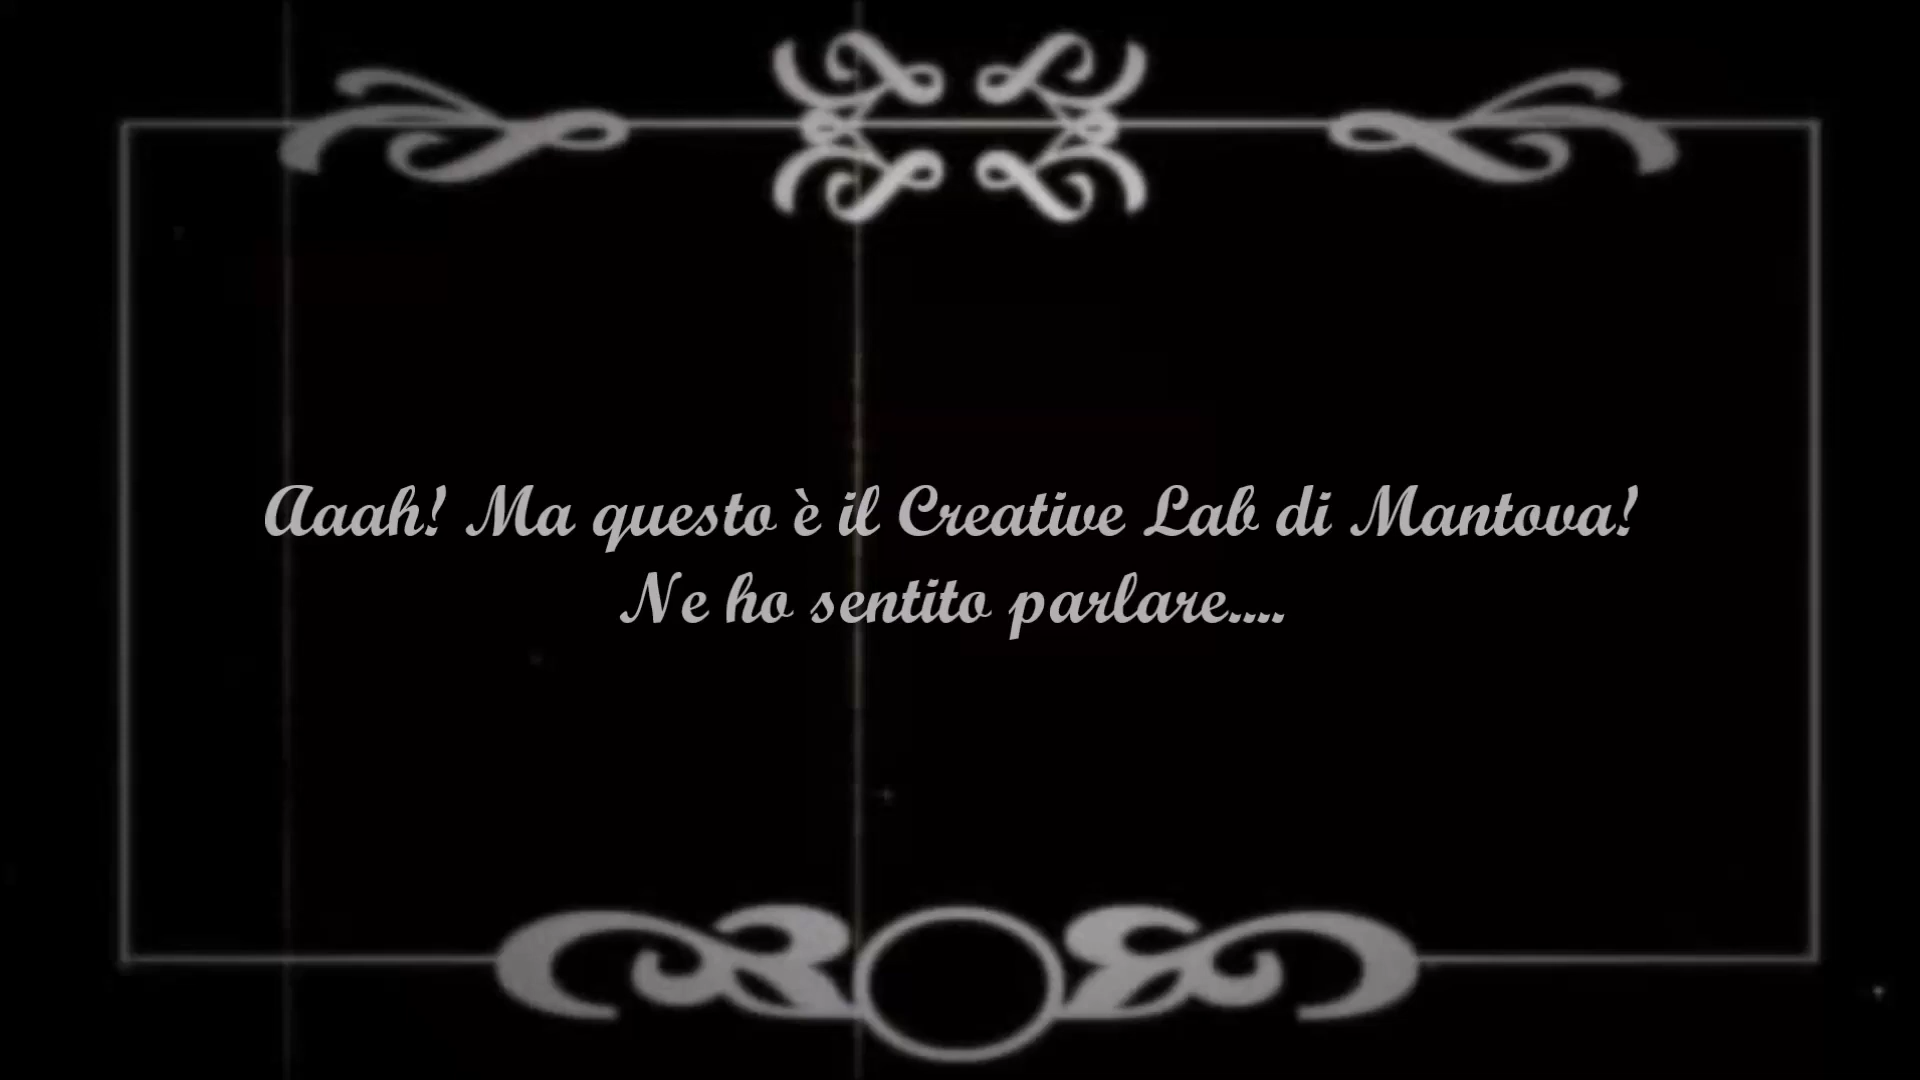 Aaah! Ma questo è il Creative Lab di Mantova!
Ne ho sentito parlare....